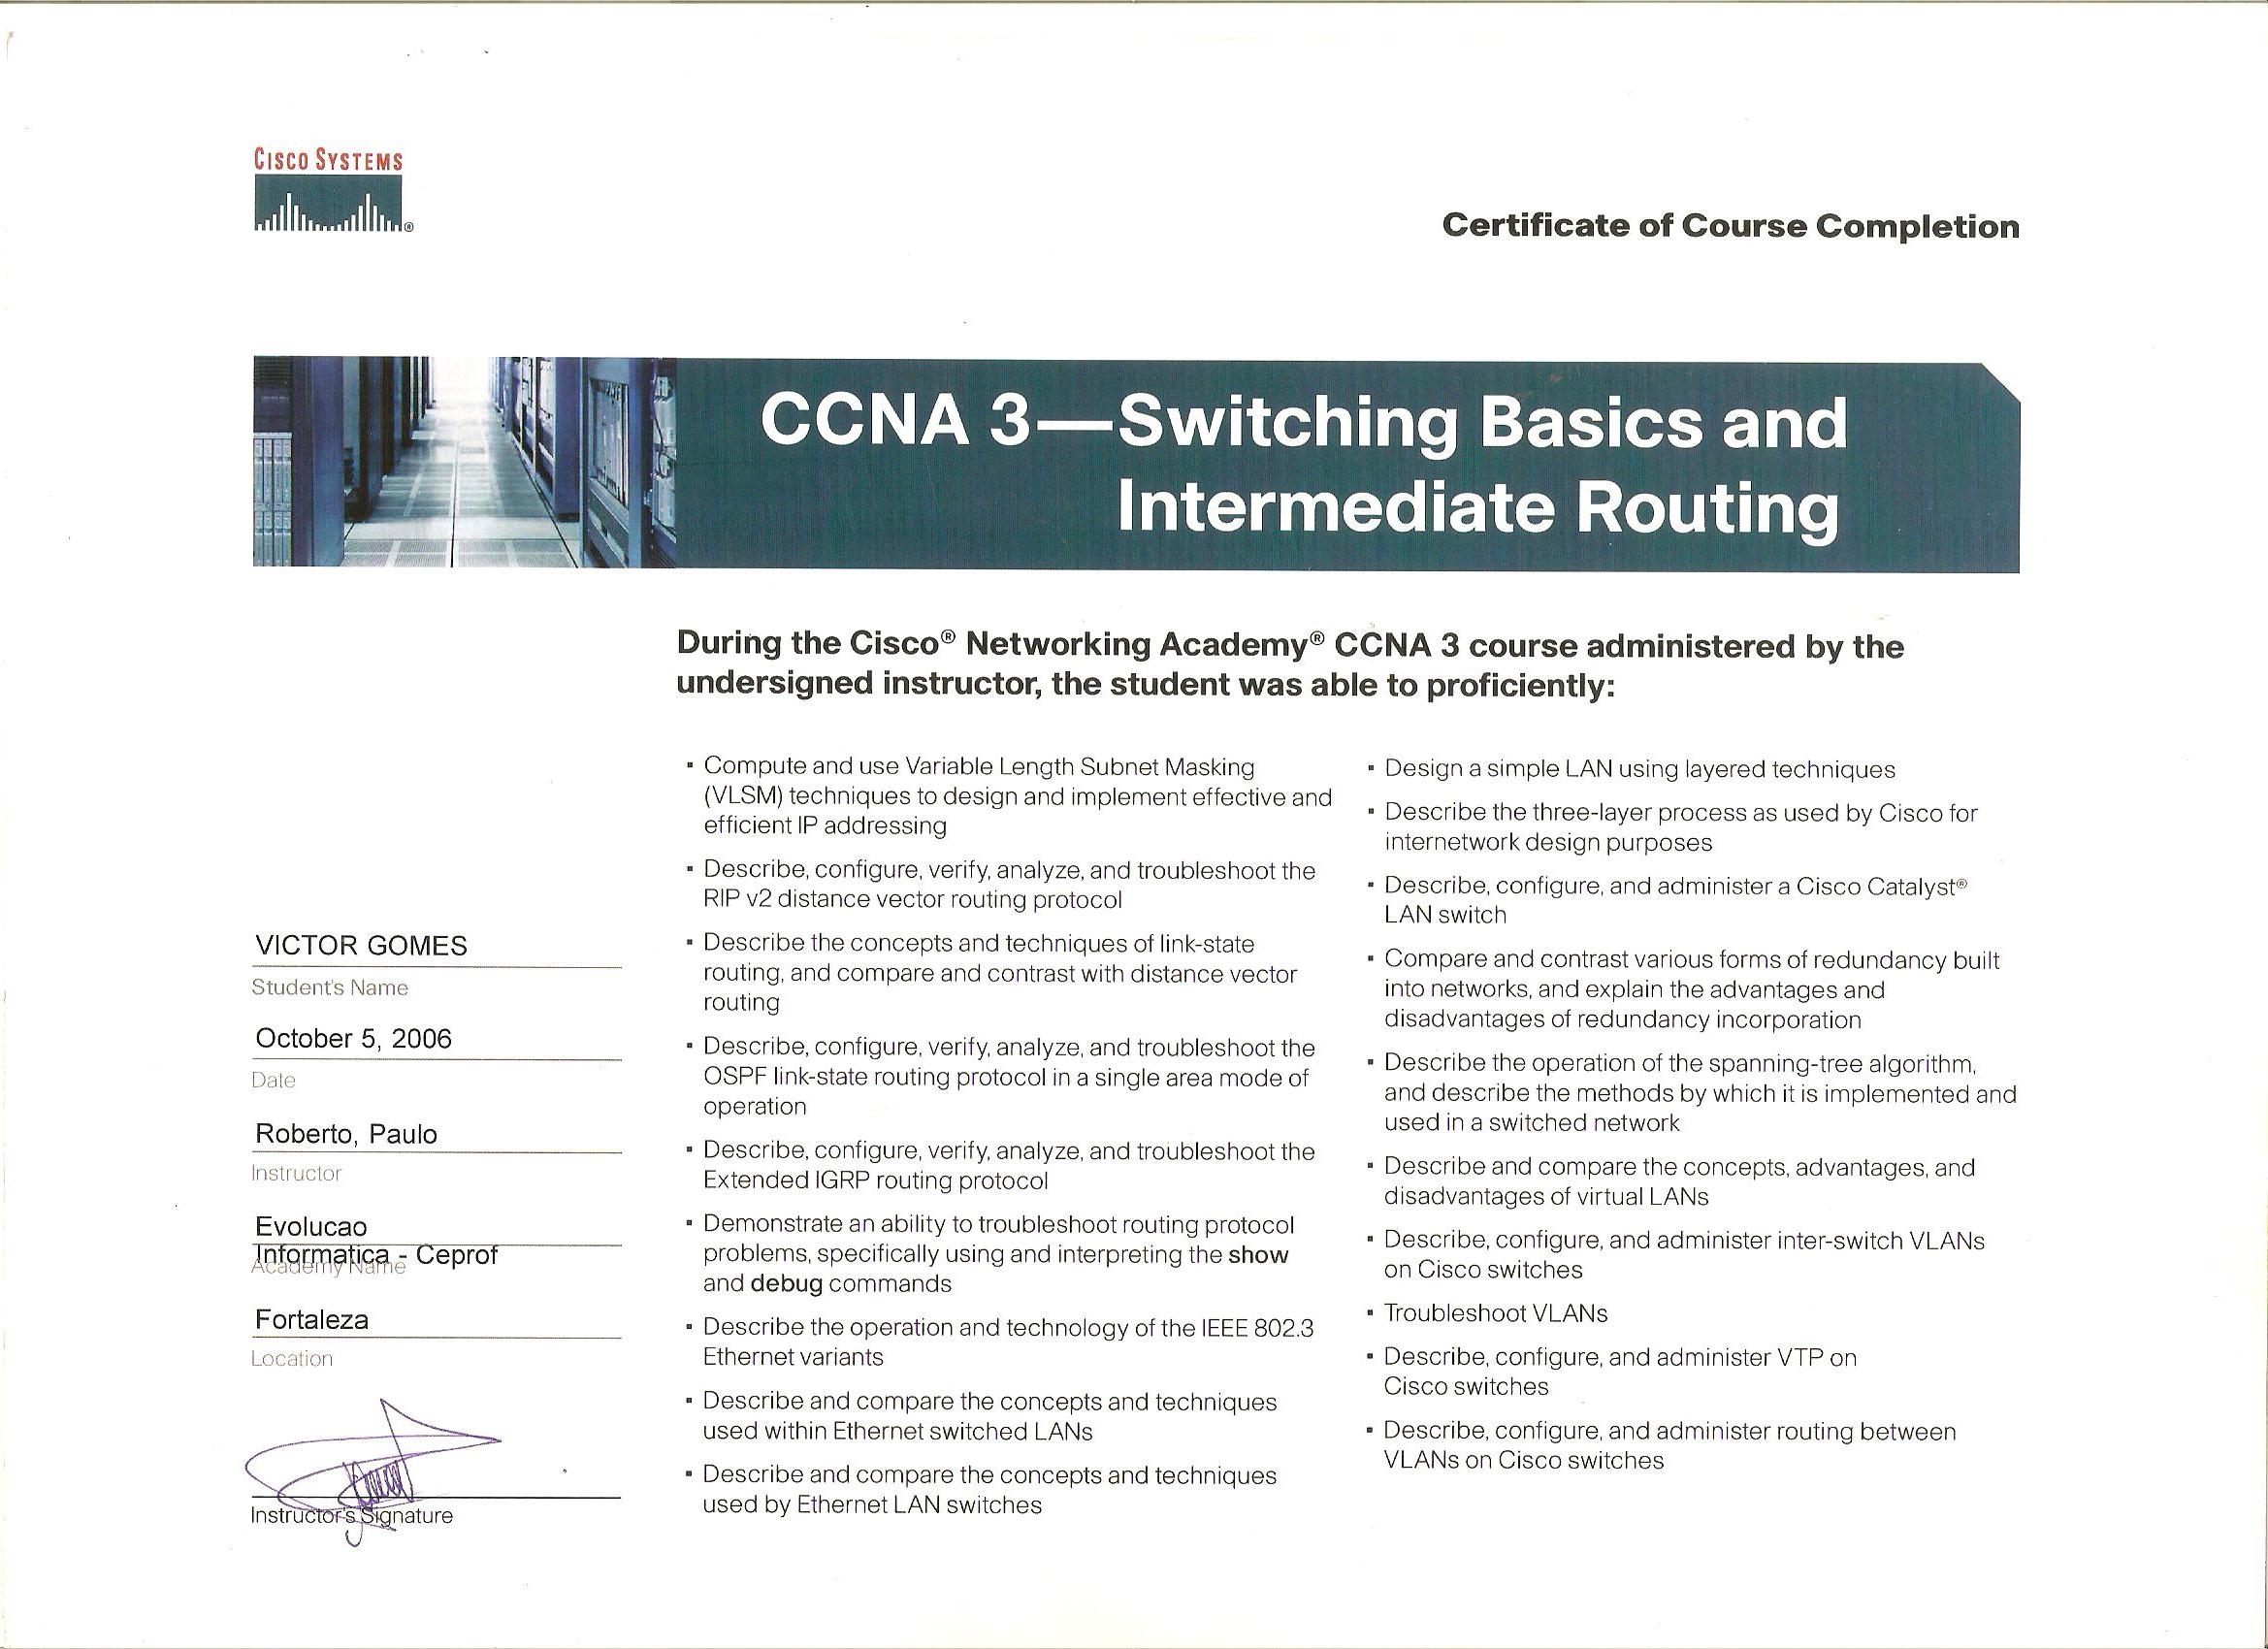 CISCO SYSTEMS
®
Certificate of Course Completion
CCNA 3—Switching Basics and
Intermediate Routing
During the Cisco® Networking Academy® CCNA 3 course administered by the
undersigned instructor, the student was able to proficiently:
VICTOR GOMES
Student's Name
October 5, 2006
Date
Roberto, Paulo
Instructor
Evolucao
Informatica - Ceprof
Academy Name
Fortaleza
Location
Instructor's Signature
▪ Compute and use Variable Length Subnet Masking
(VLSM) techniques to design and implement effective and
efficient IP addressing
▪ Describe, configure, verify, analyze, and troubleshoot the
RIP v2 distance vector routing protocol
▪ Describe the concepts and techniques of link-state
routing, and compare and contrast with distance vector
routing
▪ Describe, configure, verify, analyze, and troubleshoot the
OSPF link-state routing protocol in a single area mode of
operation
▪ Describe, configure, verify, analyze, and troubleshoot the
Extended IGRP routing protocol
▪ Demonstrate an ability to troubleshoot routing protocol
problems, specifically using and interpreting the show
and debug commands
▪ Describe the operation and technology of the IEEE 802.3
Ethernet variants
▪ Describe and compare the concepts and techniques
used within Ethernet switched LANs
▪ Describe and compare the concepts and techniques
used by Ethernet LAN switches
▪ Design a simple LAN using layered techniques
▪ Describe the three-layer process as used by Cisco for
internetwork design purposes
▪ Describe, configure, and administer a Cisco Catalyst®
LAN switch
▪ Compare and contrast various forms of redundancy built
into networks, and explain the advantages and
disadvantages of redundancy incorporation
▪ Describe the operation of the spanning-tree algorithm,
and describe the methods by which it is implemented and
used in a switched network
▪ Describe and compare the concepts, advantages, and
disadvantages of virtual LANs
▪ Describe, configure, and administer inter-switch VLANs
on Cisco switches
▪ Troubleshoot VLANs
▪ Describe, configure, and administer VTP on
Cisco switches
▪ Describe, configure, and administer routing between
VLANs on Cisco switches